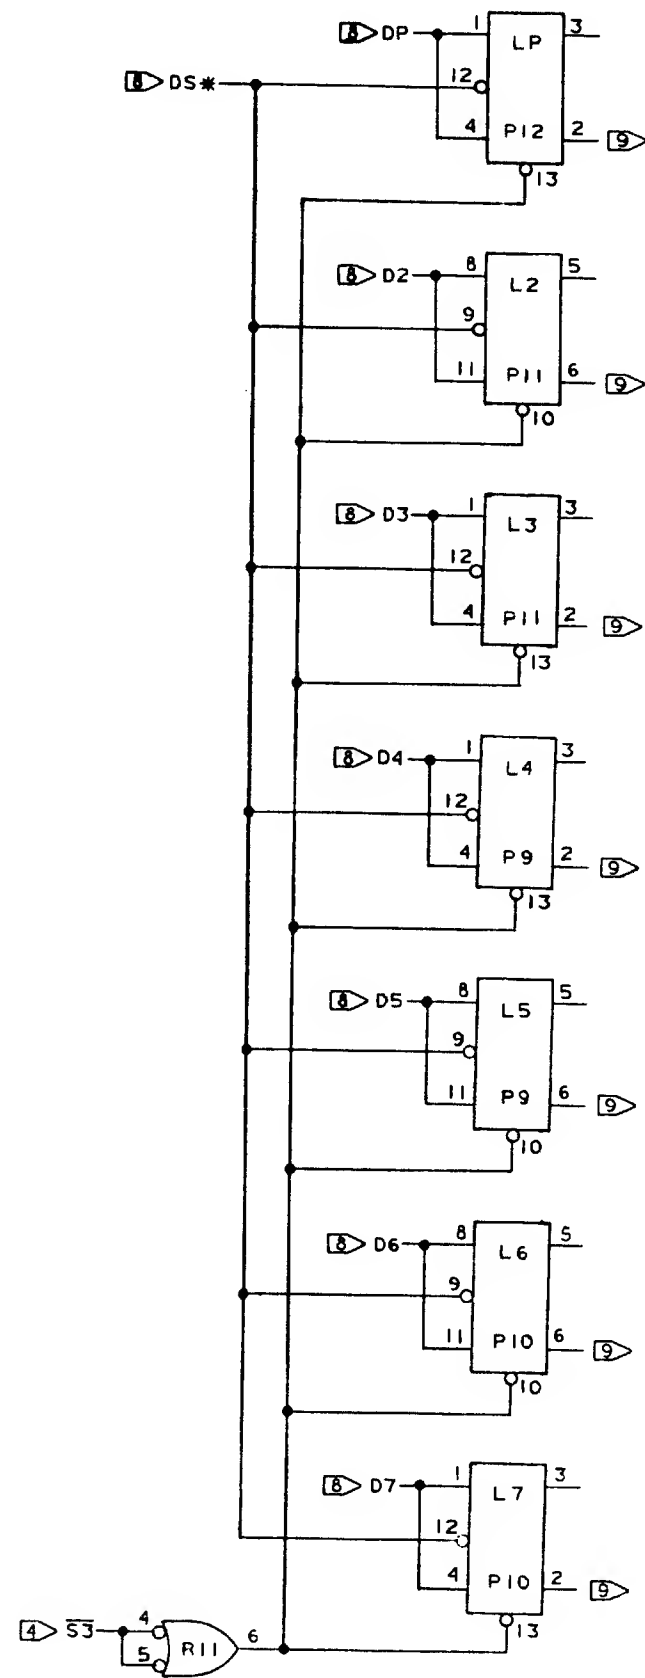 8 DP 1 LP 3
8 DS* 12
4 P12 2 9
13
8 D2 8 L2 5
9
11 P11 6 9
10
8 D3 1 L3 3
12
4 P11 2 9
13
8 D4 1 L4 3
12
4 P9 2 9
13
8 D5 8 L5 5
9
11 P9 6 9
10
8 D6 8 L6 5
9
11 P10 6 9
10
8 D7 1 L7 3
12
4 P10 2 9
13
4 S3 4 R11 6
5